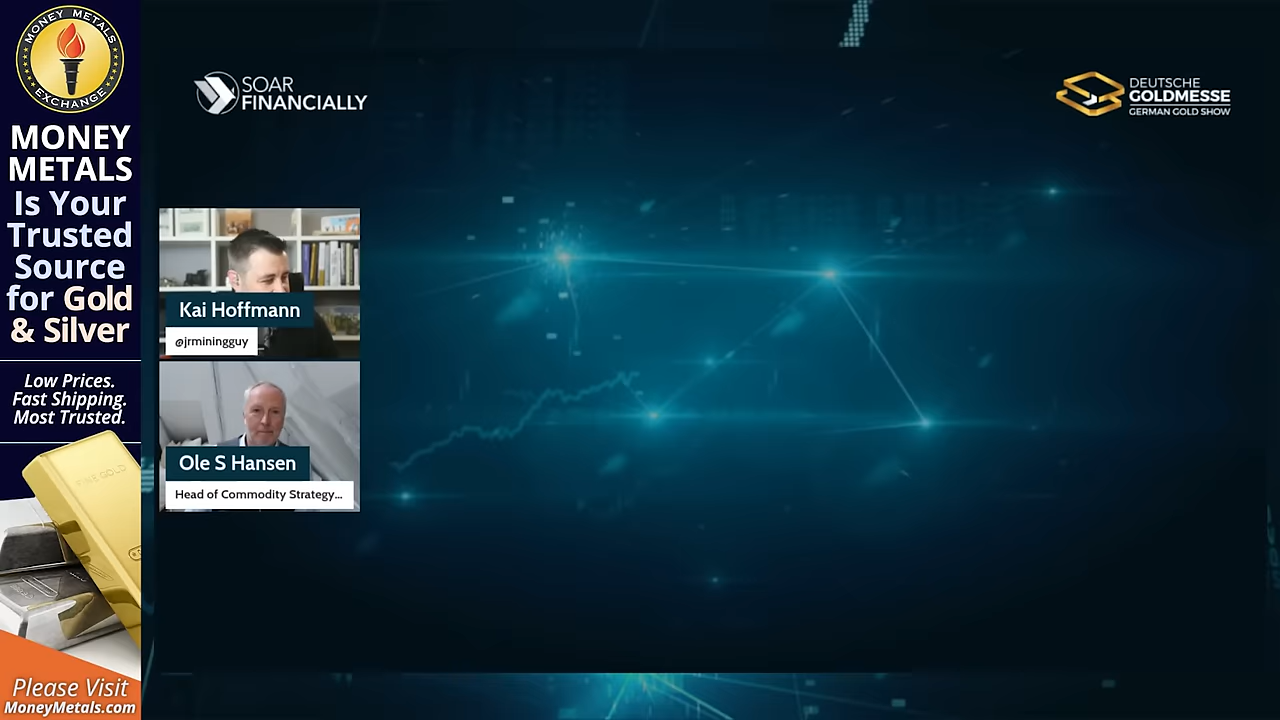 MONEY METALS
EXCHANGE
MONEY
METALS
Is Your
Trusted
Source
for Gold
& Silver
Low Prices.
Fast Shipping.
Most Trusted.
FINE GOLD
Please Visit
MoneyMetals.com
SOAR
FINANCIALLY
DEUTSCHE
GOLDMESSE
GERMAN GOLD SHOW
Kai Hoffmann
@jrminingguy
Ole S Hansen
Head of Commodity Strategy...